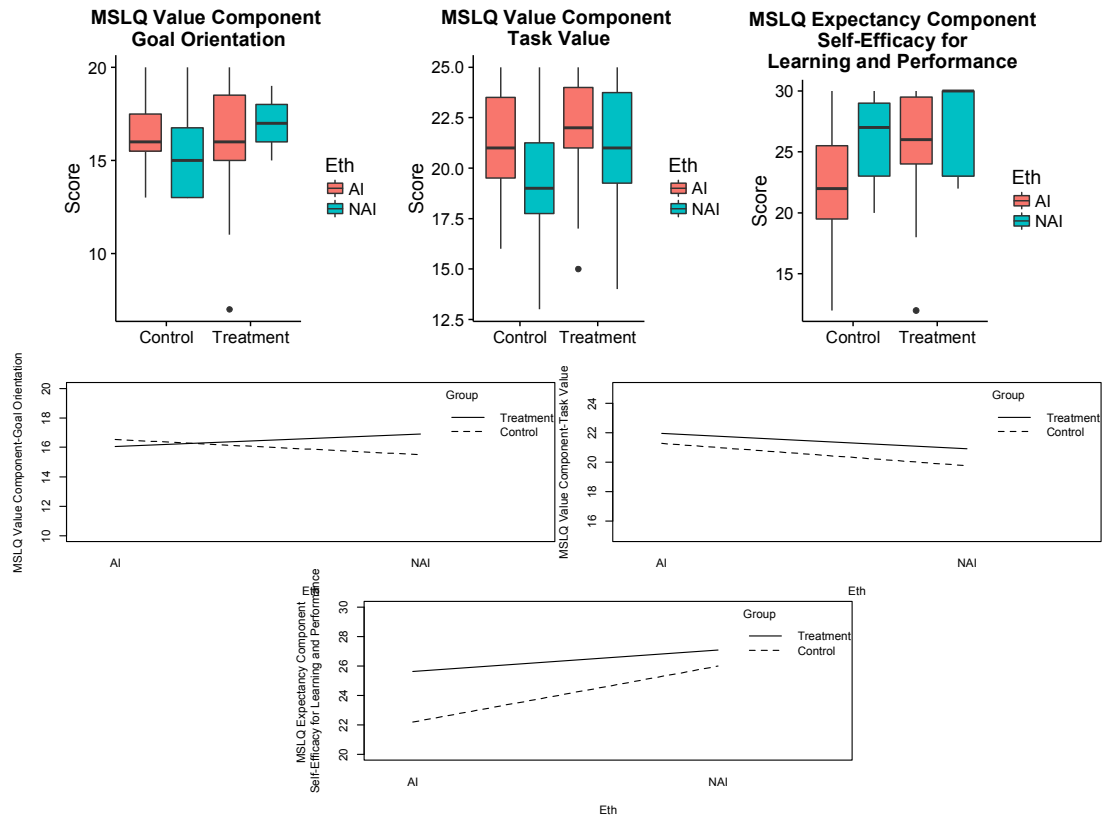 MSLQ Value Component
Goal Orientation
Score
20
15
10
Control
Treatment
Eth
AI
NAI
MSLQ Value Component
Task Value
Score
25.0
22.5
20.0
17.5
15.0
12.5
Control
Treatment
Eth
AI
NAI
MSLQ Expectancy Component
Self-Efficacy for
Learning and Performance
Score
30
25
20
15
Control
Treatment
Eth
AI
NAI
MSLQ Value Component-Goal Orientation
20
18
16
14
12
10
Group
Treatment
Control
AI
NAI
Eth
MSLQ Value Component-Task Value
24
22
20
18
16
Group
Treatment
Control
AI
NAI
Eth
MSLQ Expectancy Component
Self-Efficacy for Learning and Performance
30
28
26
24
22
20
Group
Treatment
Control
AI
NAI
Eth